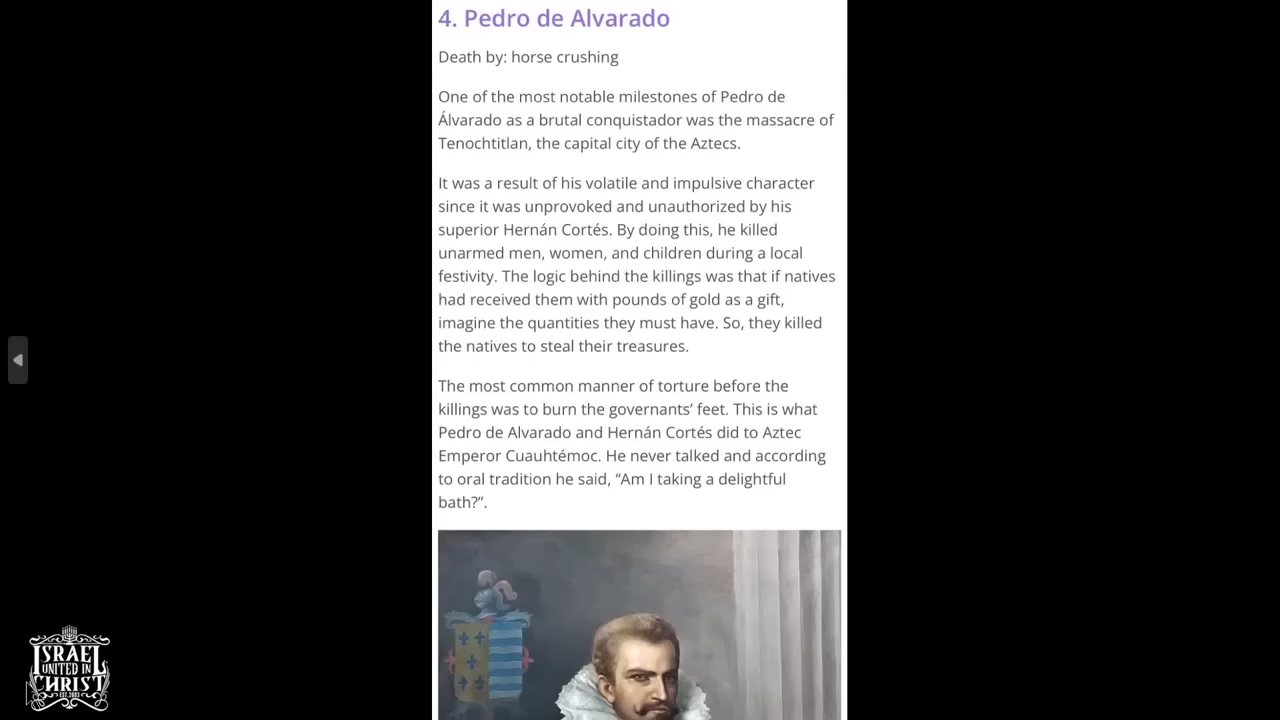 4. Pedro de Alvarado
Death by: horse crushing
One of the most notable milestones of Pedro de
Álvarado as a brutal conquistador was the massacre of
Tenochtitlan, the capital city of the Aztecs.
It was a result of his volatile and impulsive character
since it was unprovoked and unauthorized by his
superior Hernán Cortés. By doing this, he killed
unarmed men, women, and children during a local
festivity. The logic behind the killings was that if natives
had received them with pounds of gold as a gift,
imagine the quantities they must have. So, they killed
the natives to steal their treasures.
The most common manner of torture before the
killings was to burn the governants’ feet. This is what
Pedro de Alvarado and Hernán Cortés did to Aztec
Emperor Cuauhtémoc. He never talked and according
to oral tradition he said, “Am I taking a delightful
bath?”.
ISRAEL
UNITED IN
CHRIST
EST. 2003